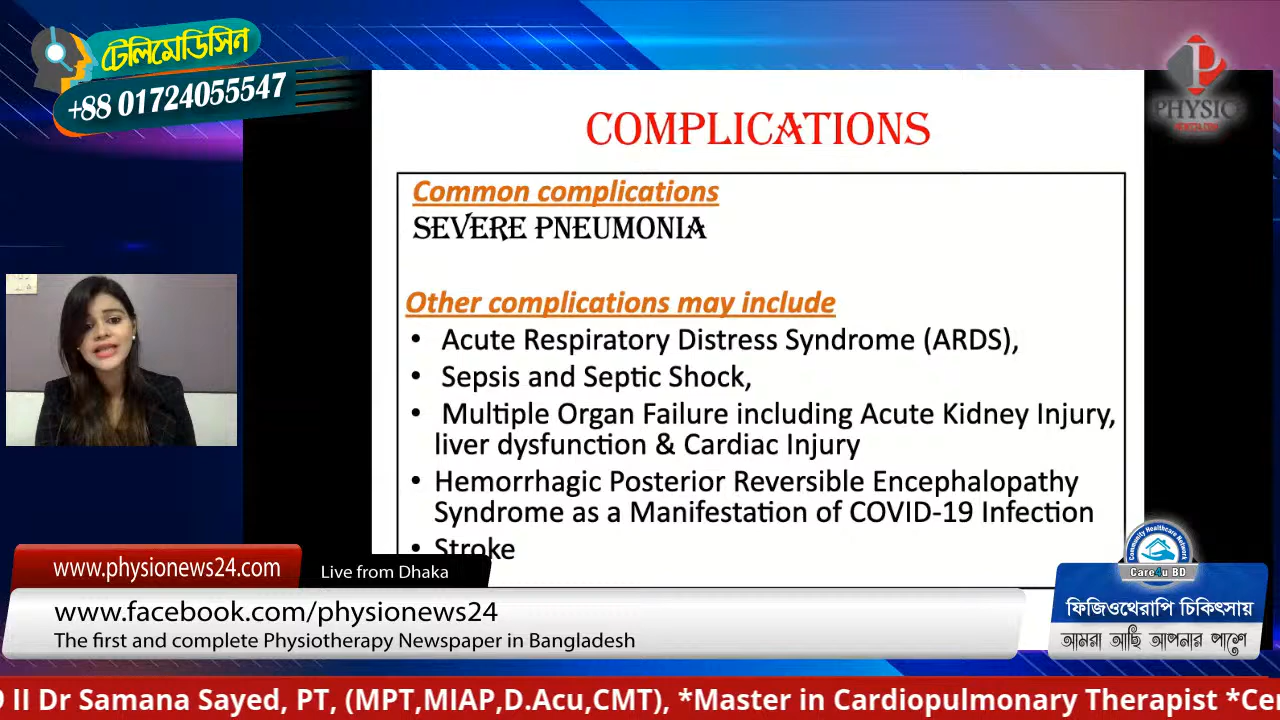 টেলিমেডিসিন
+88 01724055547
PHYSIO
COMPLICATIONS
Common complications
SEVERE PNEUMONIA
Other complications may include
• Acute Respiratory Distress Syndrome (ARDS),
• Sepsis and Septic Shock,
• Multiple Organ Failure including Acute Kidney Injury,
liver dysfunction & Cardiac Injury
• Hemorrhagic Posterior Reversible Encephalopathy
Syndrome as a Manifestation of COVID-19 Infection
• Stroke
www.physionews24.com
Live from Dhaka
www.facebook.com/physionews24
The first and complete Physiotherapy Newspaper in Bangladesh
Community Healthcare Network
Care4u BD
ফিজিওথেরাপি চিকিৎসায়
আমরা আছি আপনার পাশে
II Dr Samana Sayed, PT, (MPT,MIAP,D.Acu,CMT), *Master in Cardiopulmonary Therapist *Ce